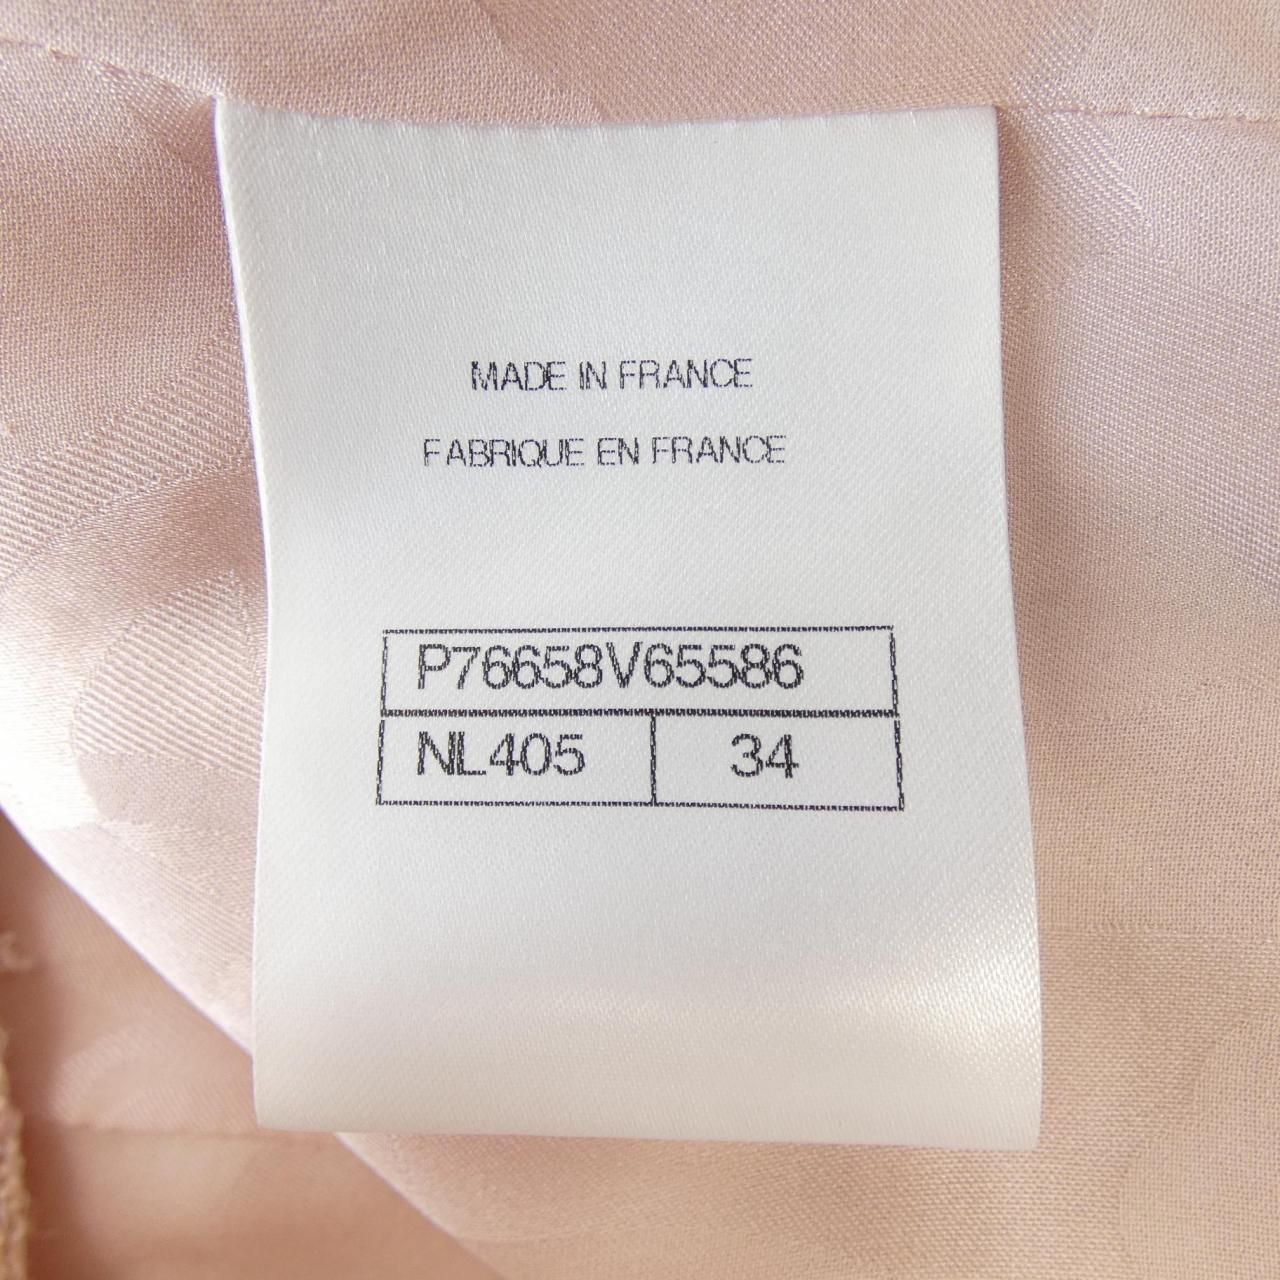 MADE IN FRANCE
FABRIQUE EN FRANCE
P76658V65586
NL405 34